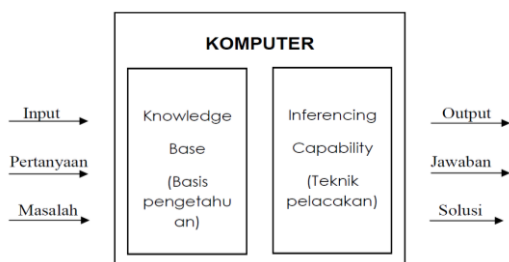 KOMPUTER
Input
Pertanyaan
Masalah
Knowledge
Base
(Basis
pengetahu
an)
Inferencing
Capability
(Teknik
pelacakan)
Output
Jawaban
Solusi